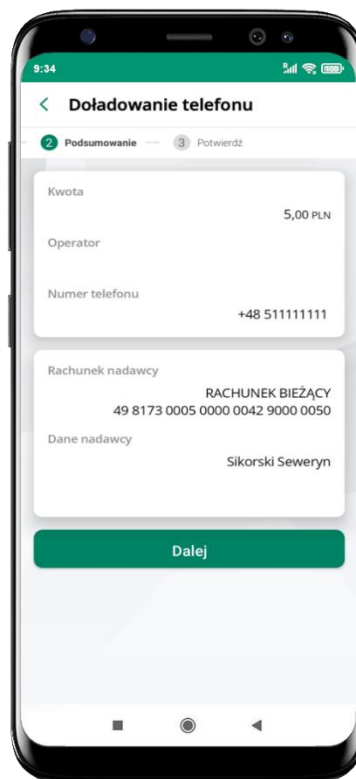 9:34
Doładowanie telefonu
2 Podsumowanie 3 Potwierdź
Kwota
5,00 PLN
Operator
Numer telefonu
+48 511111111
Rachunek nadawcy
RACHUNEK BIEŻĄCY
49 8173 0005 0000 0042 9000 0050
Dane nadawcy
Sikorski Seweryn
Dalej